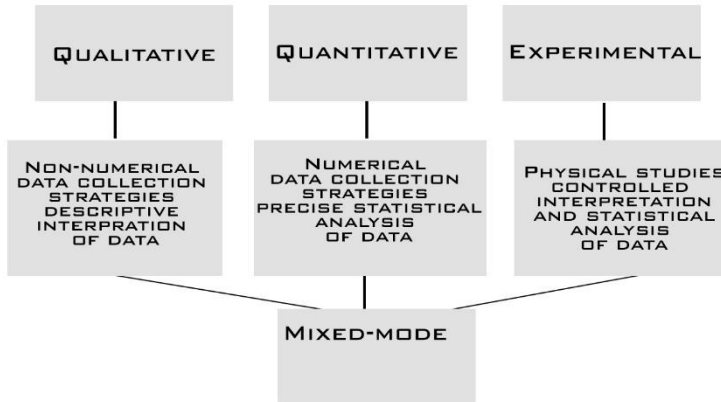 QUALITATIVE
QUANTITATIVE
EXPERIMENTAL
NON-NUMERICAL
DATA COLLECTION
STRATEGIES
DESCRIPTIVE
INTERPRATION
OF DATA
NUMERICAL
DATA COLLECTION
STRATEGIES
PRECISE STATISTICAL
ANALYSIS
OF DATA
PHYSICAL STUDIES
CONTROLLED
INTERPRETATION
AND STATISTICAL
ANALYSIS
OF DATA
MIXED-MODE